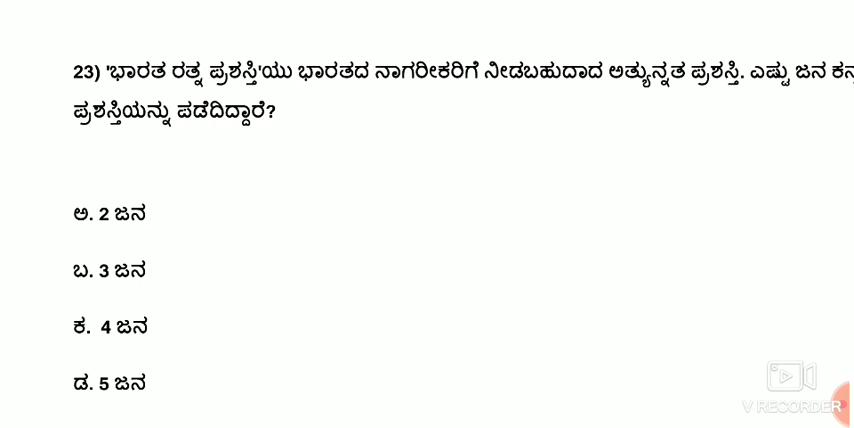 23) 'ಭಾರತ ರತ್ನ ಪ್ರಶಸ್ತಿ'ಯು ಭಾರತದ ನಾಗರೀಕರಿಗೆ ನೀಡಬಹುದಾದ ಅತ್ಯುನ್ನತ ಪ್ರಶಸ್ತಿ. ಎಷ್ಟು ಜನ
ಪ್ರಶಸ್ತಿಯನ್ನು ಪಡೆದಿದ್ದಾರೆ?
ಅ. 2 ಜನ
ಬ. 3 ಜನ
ಕ. 4 ಜನ
ಡ. 5 ಜನ
V RECORDER